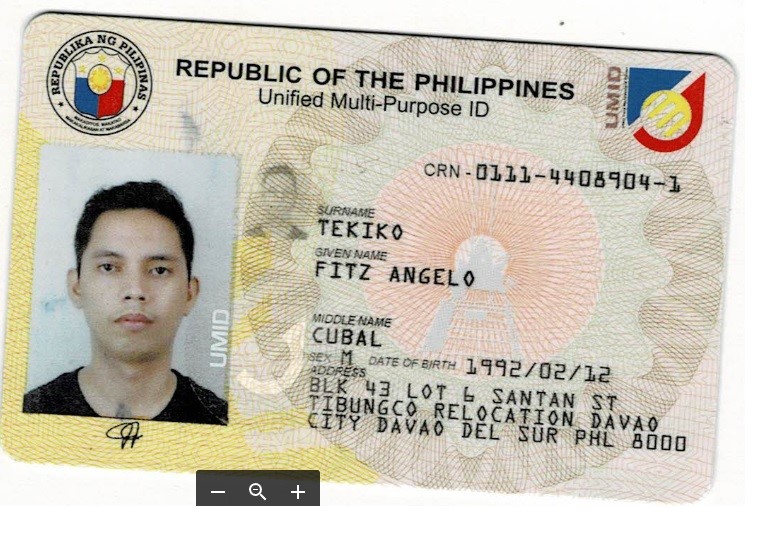 REPUBLIKA NG PILIPINAS
REPUBLIC OF THE PHILIPPINES
Unified Multi-Purpose ID
UMID
CRN - 0111-4408904-1
SURNAME
TEKIKO
GIVEN NAME
FITZ ANGELO
MIDDLE NAME
CUBAL
SEX M DATE OF BIRTH 1992/02/12
ADDRESS
BLK 43 LOT 6 SANTAN ST
TIBUNGCO RELOCATION DAVAO
CITY DAVAO DEL SUR PHL 8000
UMID